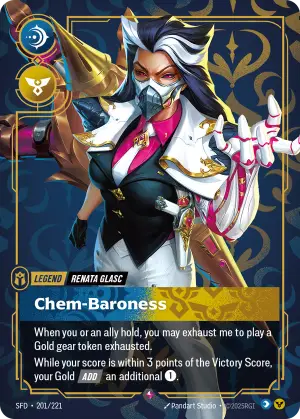 LEGEND RENATA GLASC
Chem-Baroness
When you or an ally hold, you may exhaust me to play a
Gold gear token exhausted.
While your score is within 3 points of the Victory Score,
your Gold ADD an additional 1.
SFD • 201/221 Pandart Studio • ©2025RGI